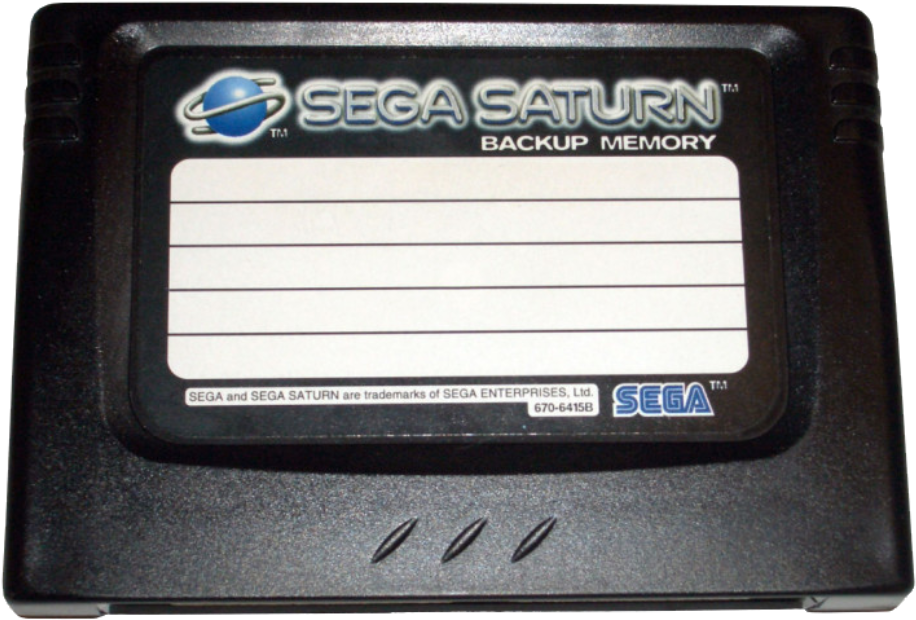 SEGA SATURN™
™
BACKUP MEMORY
SEGA and SEGA SATURN are trademarks of SEGA ENTERPRISES, Ltd.
670-6415B
SEGA™